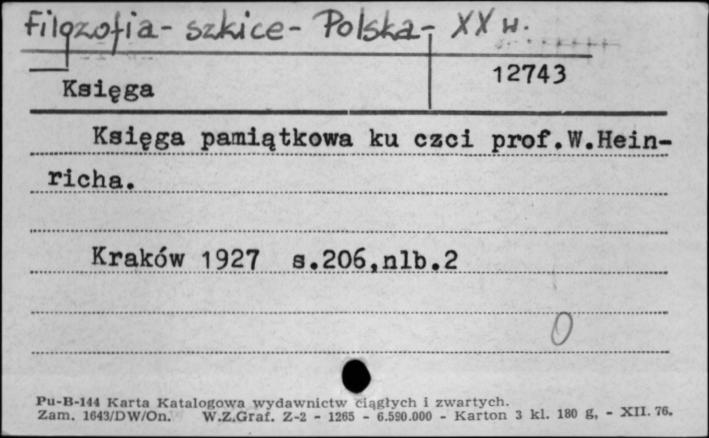 Filozofia - szkice - Polska - XX w.
12743
Księga
Księga pamiątkowa ku czci prof.W.Hein-
richa.
Kraków 1927 s.206,nlb.2
0
Pu-B-144 Karta Katalogowa wydawnictw ciągłych i zwartych.
Zam. 1643/DW/On. W.Z.Graf. Z-2 - 1265 - 6.590.000 - Karton 3 kl. 180 g, - XII. 76.